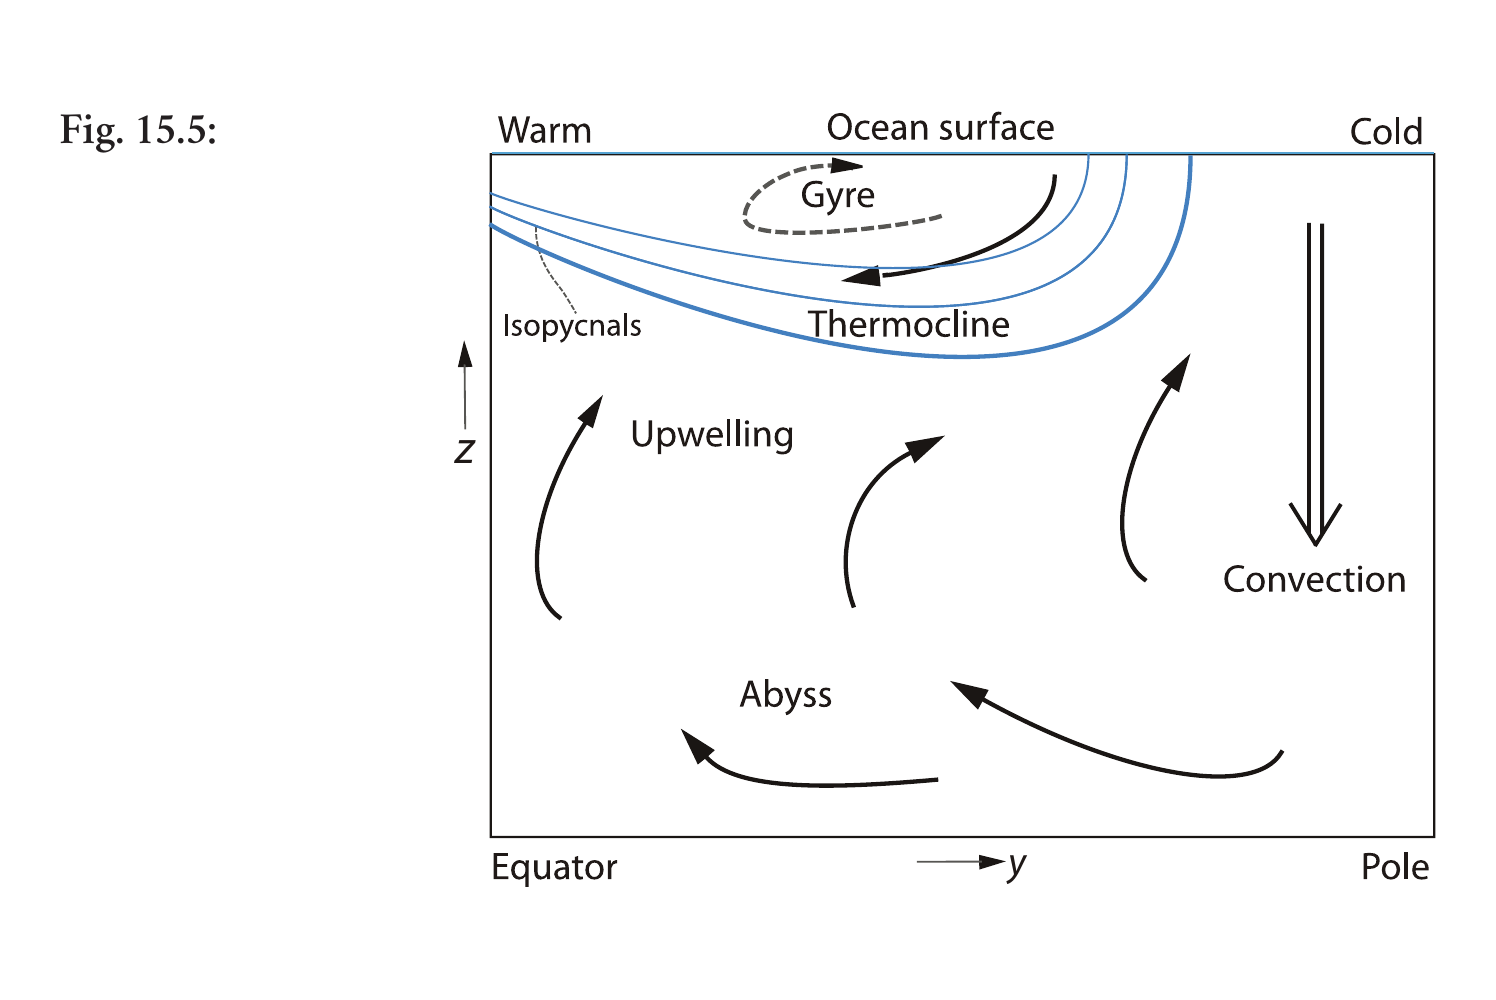 Fig. 15.5:
Warm
Ocean surface
Cold
Gyre
Isopycnals
Thermocline
z
Upwelling
Convection
Abyss
Equator
y
Pole